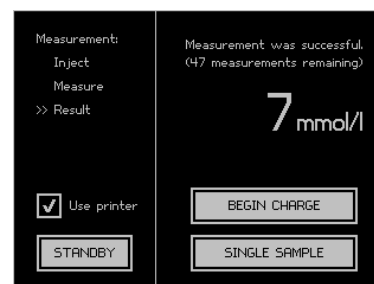 Measurement:
Inject
Measure
>> Result
Use printer
STANDBY
Measurement was successful.
(47 measurements remaining)
7 mmol/l
BEGIN CHARGE
SINGLE SAMPLE